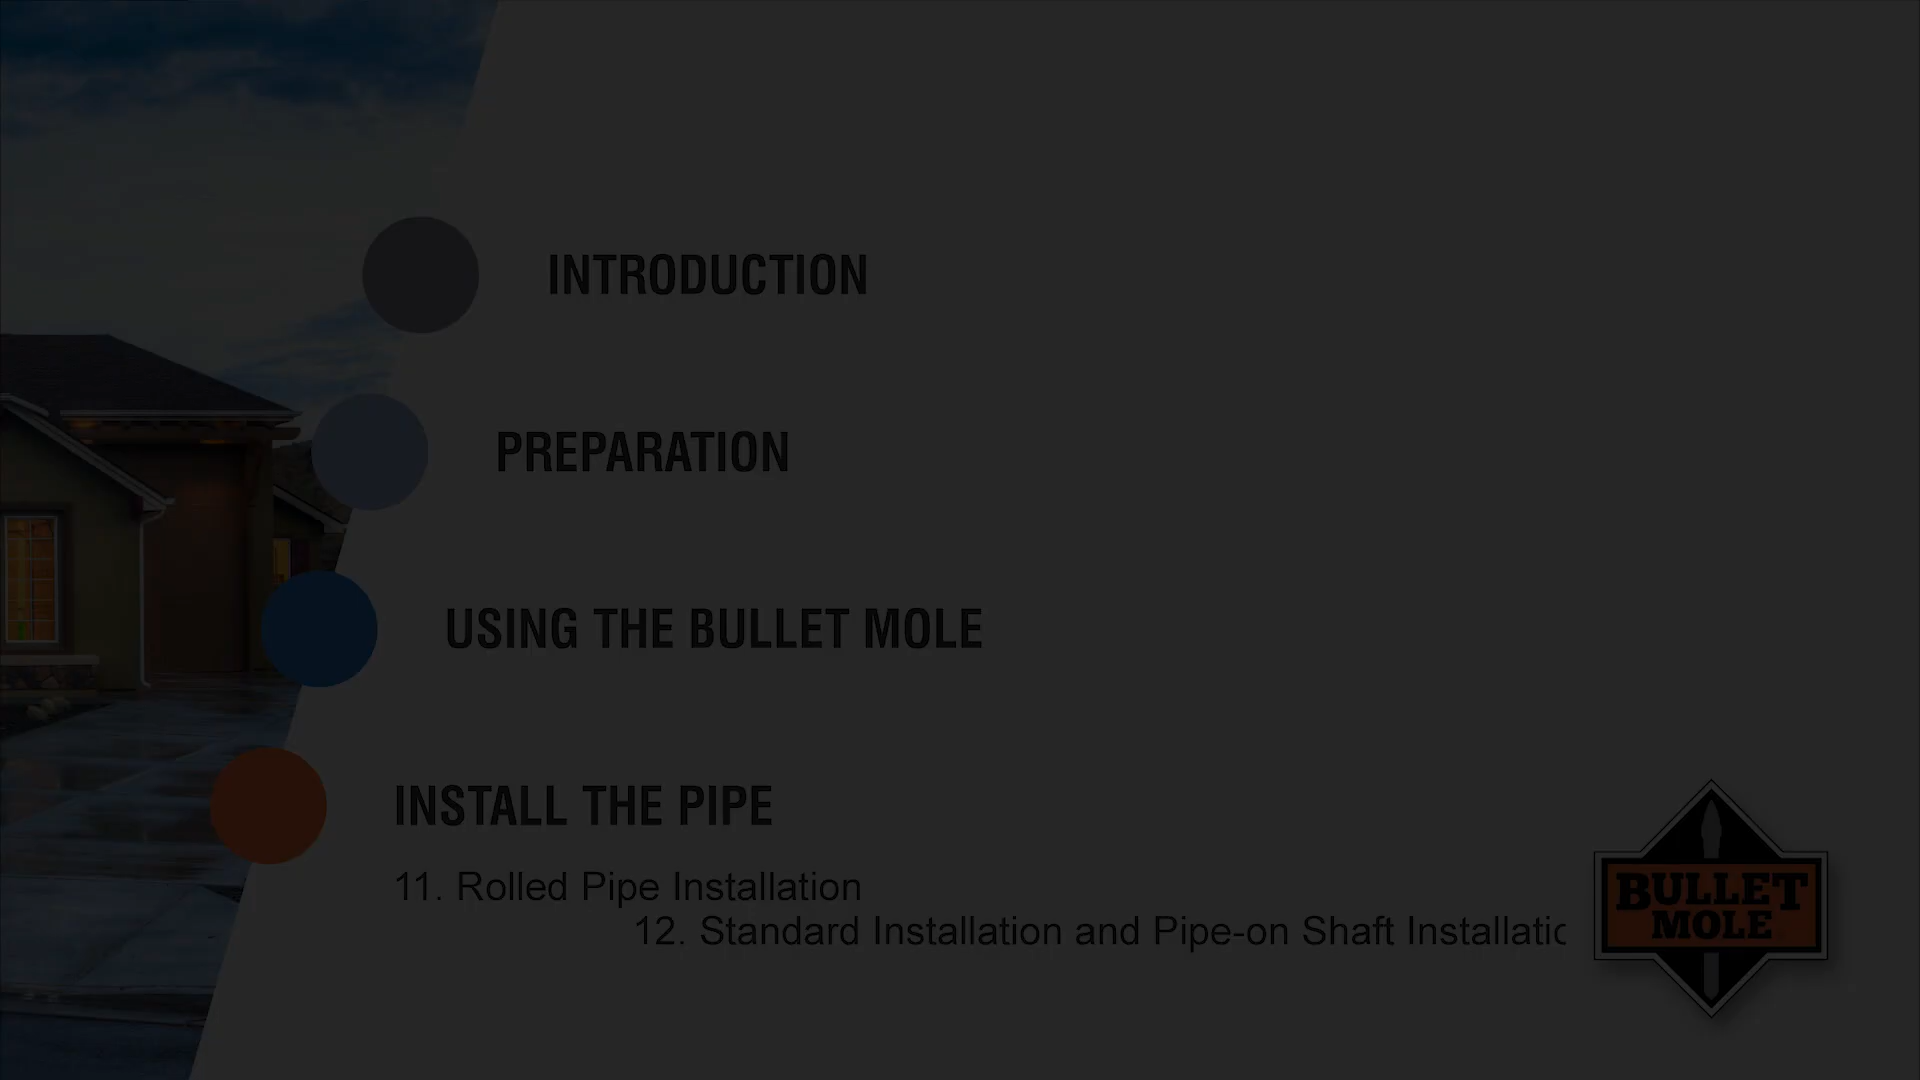 INTRODUCTION
PREPARATION
USING THE BULLET MOLE
INSTALL THE PIPE
11. Rolled Pipe Installation
12. Standard Installation and Pipe-on Shaft Installatic
BULLET
MOLE